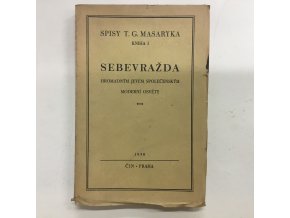 SPISY T. G. MASARYKA
KNIHA I
SEBEVRAŽDA
HROMADNÝM JEVEM SPOLEČENSKÝM
MODERNÍ OSVĚTY
1930
ČIN • PRAHA